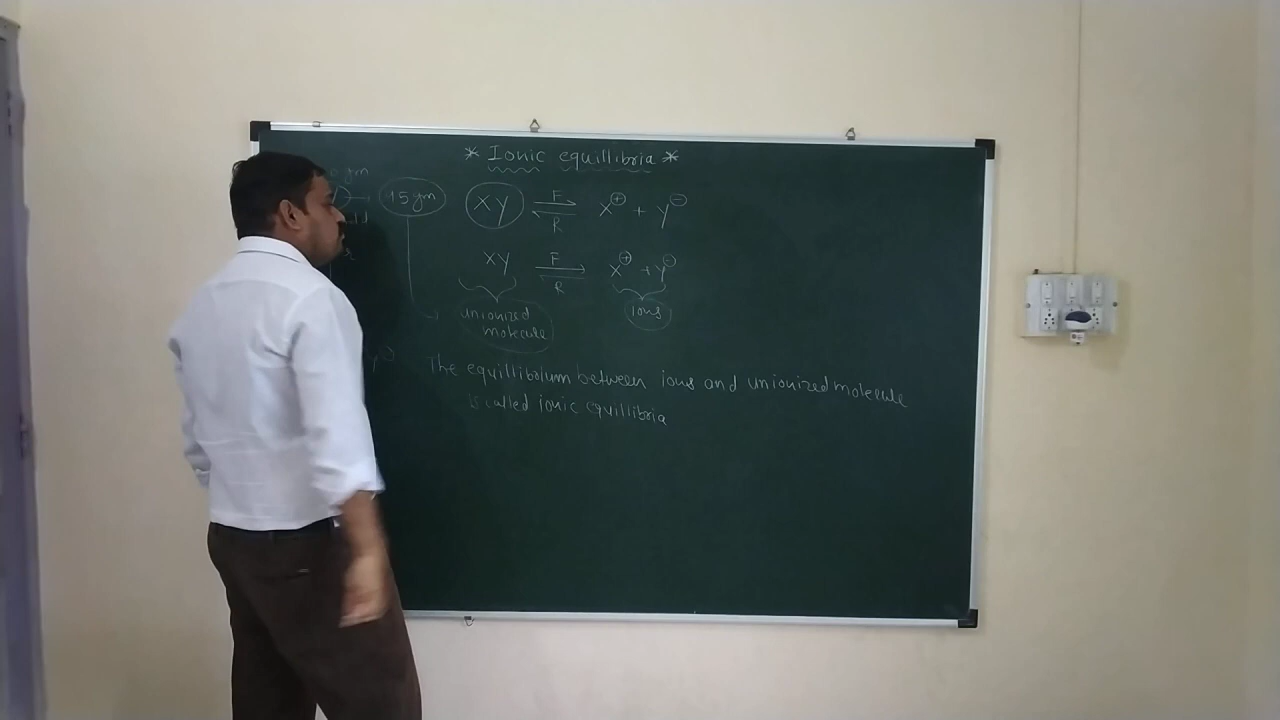 * Ionic equillibria *
15 gm
XY ⇌ X⊕ + Y⊖
F
R
XY ⇌ X⊕ + Y⊖
F
R
unionized molecule
ions
The equillibrium between ions and unionized molecule
is called ionic equillibria